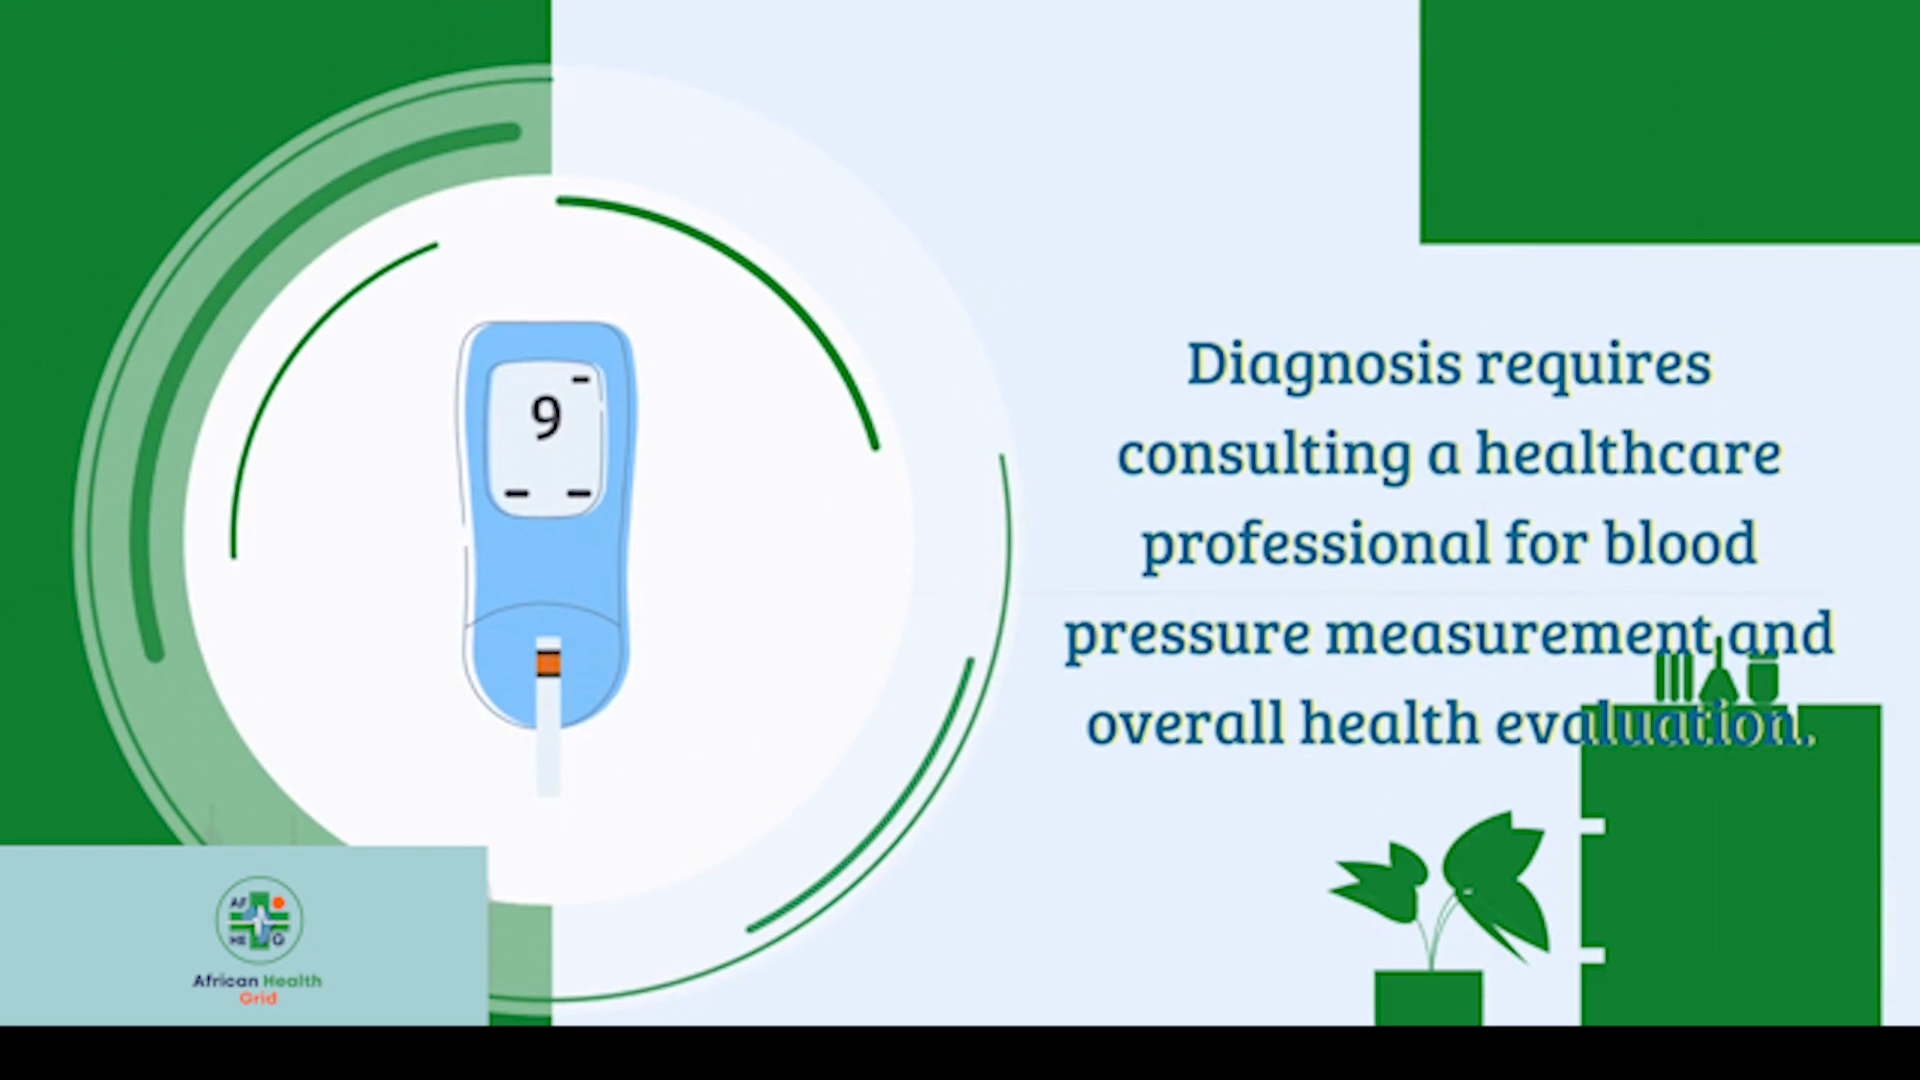 9
Diagnosis requires
consulting a healthcare
professional for blood
pressure measurement and
overall health evaluation.
AF
HE G
African Health
Grid